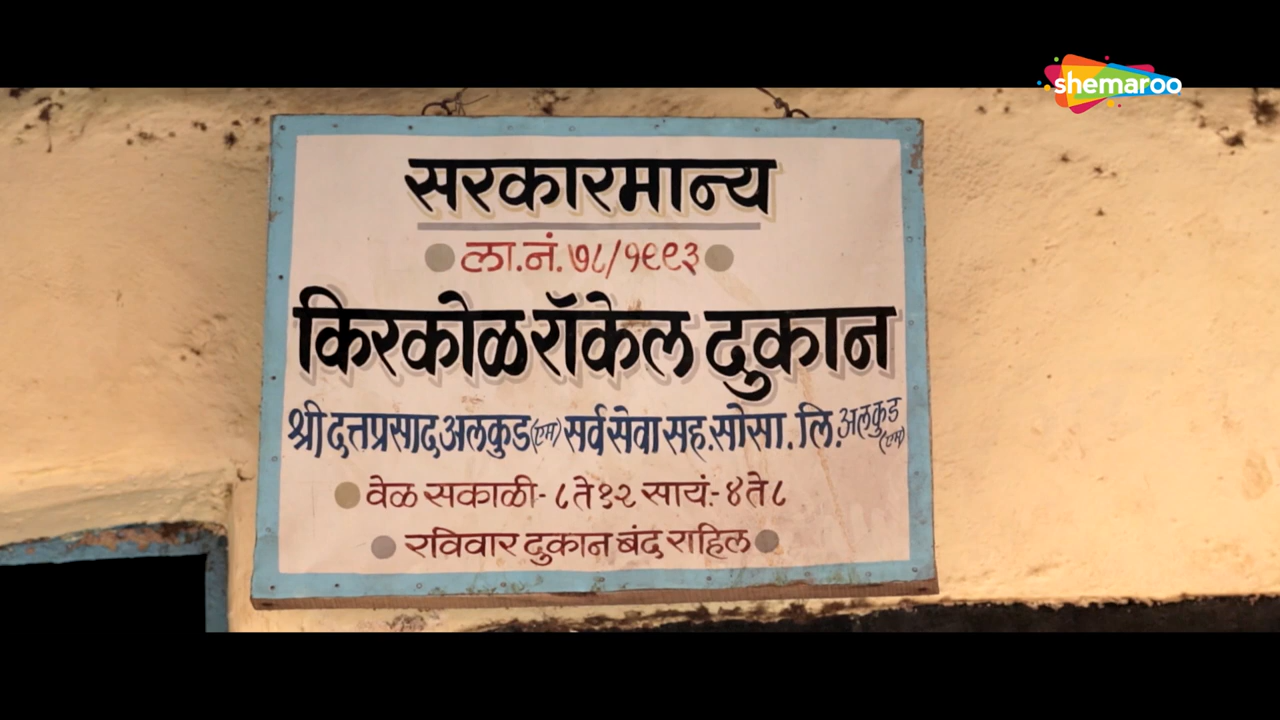 shemaroo
सरकारमान्य
ला.नं. ७८/१९९३
किरकोळ रॉकेल दुकान
श्री दत्तप्रसाद अलकुड (एम) सर्व सेवा सह. सोसा. लि. अलकुड (एम)
वेळ सकाळी- ८ ते १२ सायं:- ४ ते ८
रविवार दुकान बंद राहिल